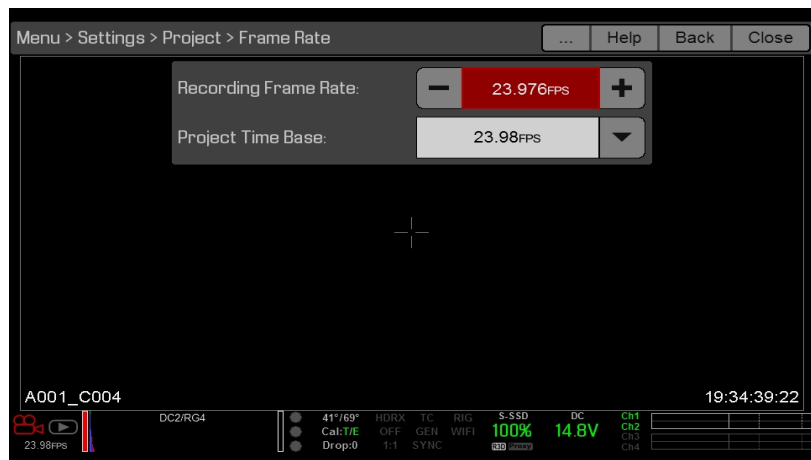 Menu > Settings > Project > Frame Rate ... Help Back Close
Recording Frame Rate: − 23.976FPS +
Project Time Base: 23.98FPS
A001_C004 19:34:39:22
DC2/RG4 41°/69° HDRX TC RIG S-SSD DC Ch1
Cal:T/E OFF GEN WIFI 100% 14.8V Ch2
23.98FPS Drop:0 1:1 SYNC R3D Proxy Ch3
Ch4